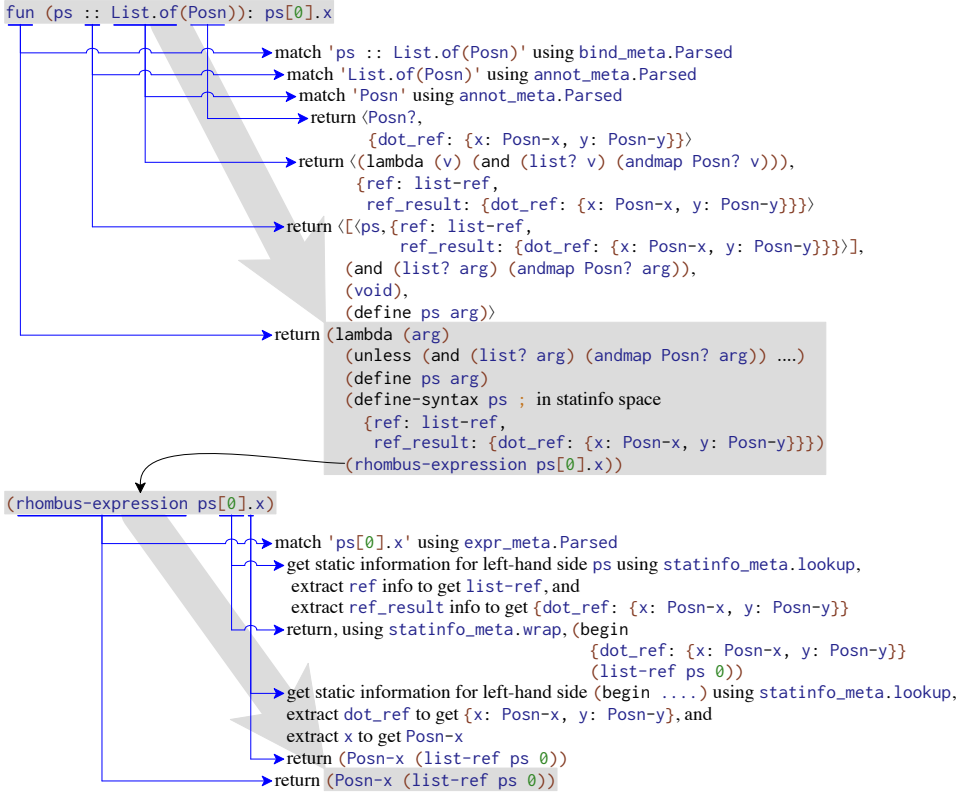 fun (ps :: List.of(Posn)): ps[0].x
match 'ps :: List.of(Posn)' using bind_meta.Parsed
match 'List.of(Posn)' using annot_meta.Parsed
match 'Posn' using annot_meta.Parsed
return ⟨Posn?,
{dot_ref: {x: Posn-x, y: Posn-y}}⟩
return ⟨(lambda (v) (and (list? v) (andmap Posn? v))),
{ref: list-ref,
ref_result: {dot_ref: {x: Posn-x, y: Posn-y}}}⟩
return ⟨[⟨ps,{ref: list-ref,
ref_result: {dot_ref: {x: Posn-x, y: Posn-y}}}⟩],
(and (list? arg) (andmap Posn? arg)),
(void),
(define ps arg)⟩
return (lambda (arg)
(unless (and (list? arg) (andmap Posn? arg)) ....)
(define ps arg)
(define-syntax ps ; in statinfo space
{ref: list-ref,
ref_result: {dot_ref: {x: Posn-x, y: Posn-y}}})
(rhombus-expression ps[0].x))
(rhombus-expression ps[0].x)
match 'ps[0].x' using expr_meta.Parsed
get static information for left-hand side ps using statinfo_meta.lookup,
extract ref info to get list-ref, and
extract ref_result info to get {dot_ref: {x: Posn-x, y: Posn-y}}
return, using statinfo_meta.wrap, (begin
{dot_ref: {x: Posn-x, y: Posn-y}}
(list-ref ps 0))
get static information for left-hand side (begin ....) using statinfo_meta.lookup,
extract dot_ref to get {x: Posn-x, y: Posn-y}, and
extract x to get Posn-x
return (Posn-x (list-ref ps 0))
return (Posn-x (list-ref ps 0))